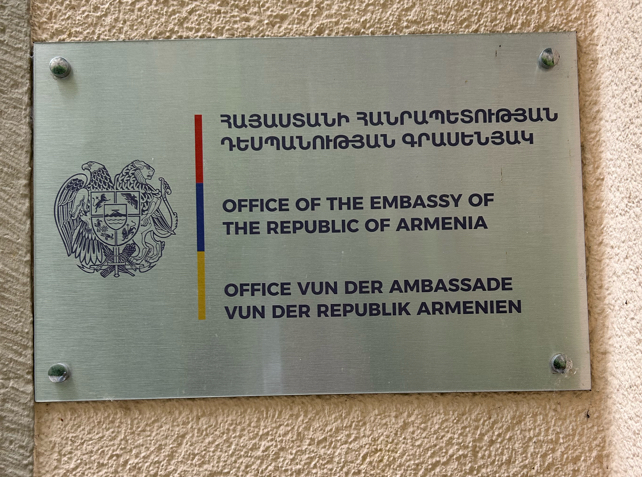 ՀԱՅԱՍՏԱՆԻ ՀԱՆՐԱՊԵՏՈՒԹՅԱՆ
ԴԵՍՊԱՆՈՒԹՅԱՆ ԳՐԱՍԵՆՅԱԿ
OFFICE OF THE EMBASSY OF
THE REPUBLIC OF ARMENIA
OFFICE VUN DER AMBASSADE
VUN DER REPUBLIK ARMENIEN